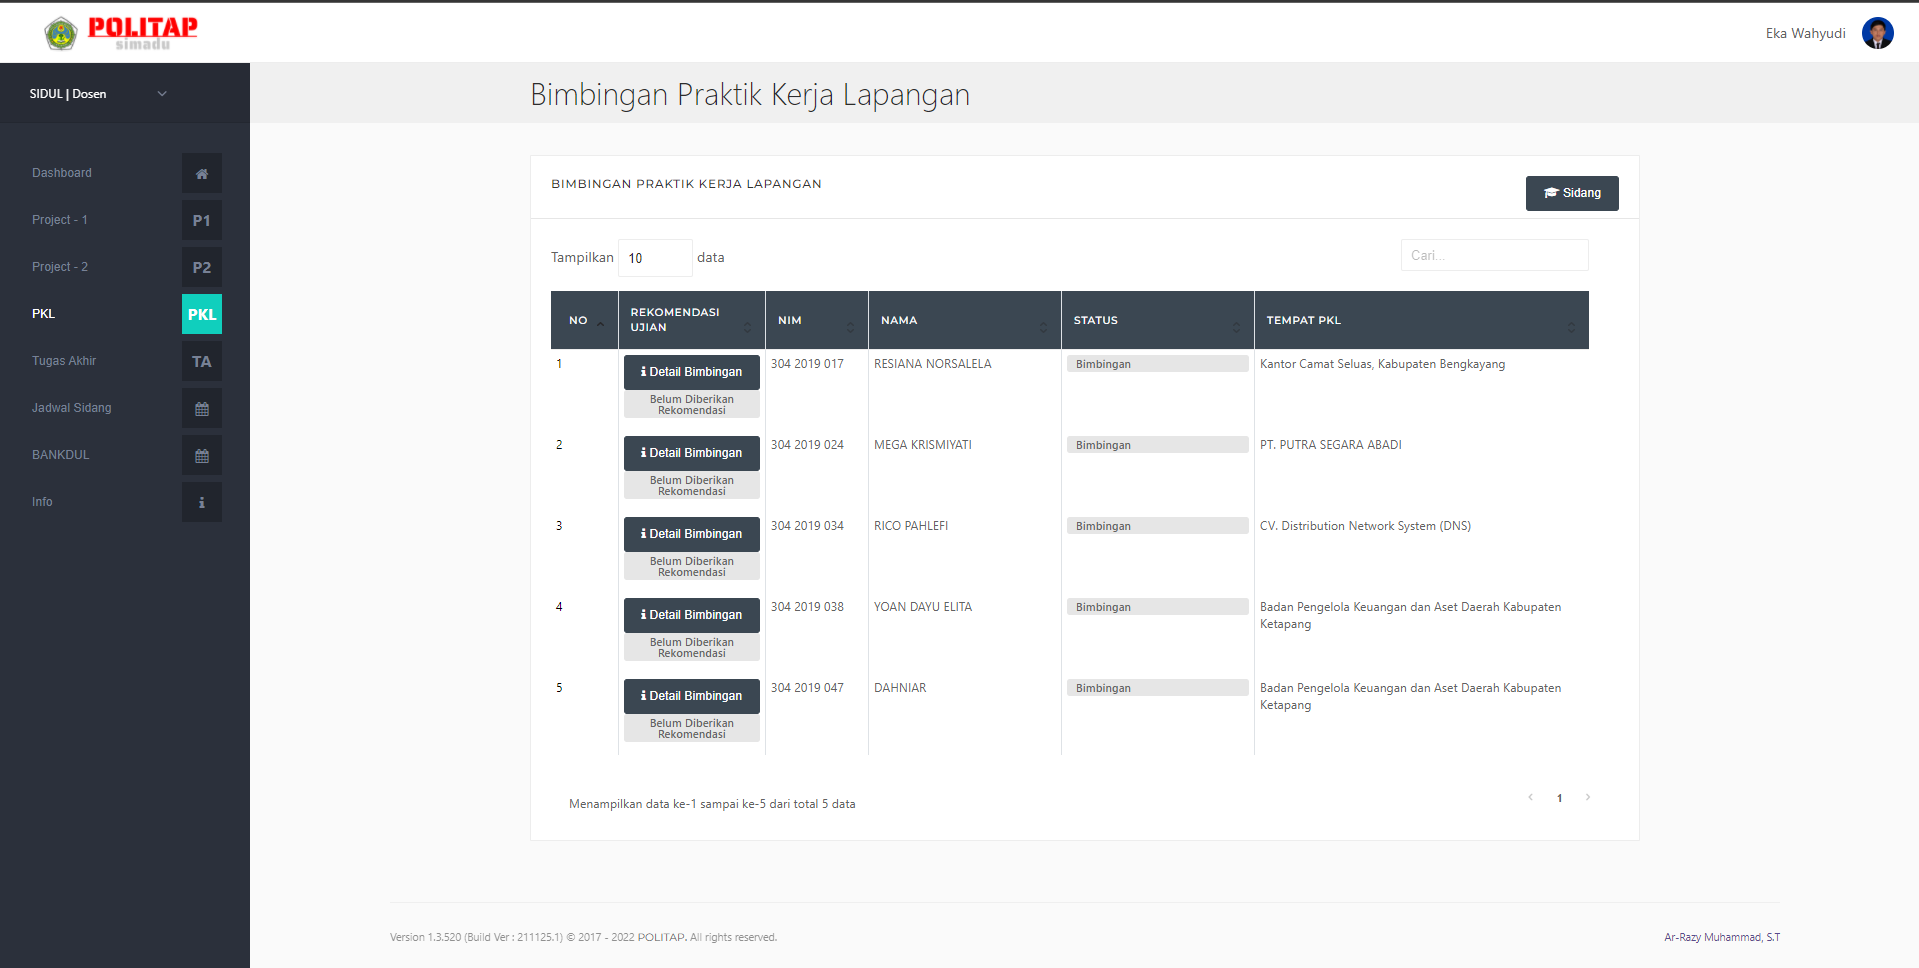 POLITAP
simadu
Eka Wahyudi
SIDUL | Dosen
Bimbingan Praktik Kerja Lapangan
Dashboard
Project - 1 P1
Project - 2 P2
PKL PKL
Tugas Akhir TA
Jadwal Sidang
BANKDUL
Info
BIMBINGAN PRAKTIK KERJA LAPANGAN
Sidang
Tampilkan 10 data
Cari...
NO REKOMENDASI UJIAN NIM NAMA STATUS TEMPAT PKL
1 Detail Bimbingan 304 2019 017 RESIANA NORSALELA Bimbingan Kantor Camat Seluas, Kabupaten Bengkayang
Belum Diberikan
Rekomendasi
2 Detail Bimbingan 304 2019 024 MEGA KRISMIYATI Bimbingan PT. PUTRA SEGARA ABADI
Belum Diberikan
Rekomendasi
3 Detail Bimbingan 304 2019 034 RICO PAHLEFI Bimbingan CV. Distribution Network System (DNS)
Belum Diberikan
Rekomendasi
4 Detail Bimbingan 304 2019 038 YOAN DAYU ELITA Bimbingan Badan Pengelola Keuangan dan Aset Daerah Kabupaten
Ketapang
Belum Diberikan
Rekomendasi
5 Detail Bimbingan 304 2019 047 DAHNIAR Bimbingan Badan Pengelola Keuangan dan Aset Daerah Kabupaten
Ketapang
Belum Diberikan
Rekomendasi
Menampilkan data ke-1 sampai ke-5 dari total 5 data
1
Version 1.3.520 (Build Ver : 211125.1) © 2017 - 2022 POLITAP. All rights reserved.
Ar-Razy Muhammad, S.T